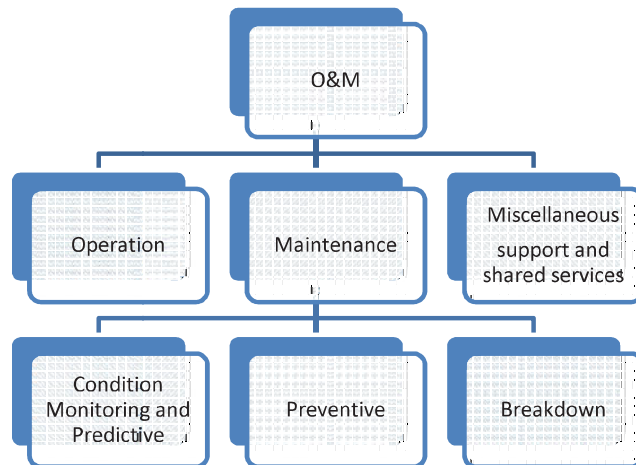 O&M
Operation
Maintenance
Miscellaneous
support and
shared services
Condition
Monitoring and
Predictive
Preventive
Breakdown